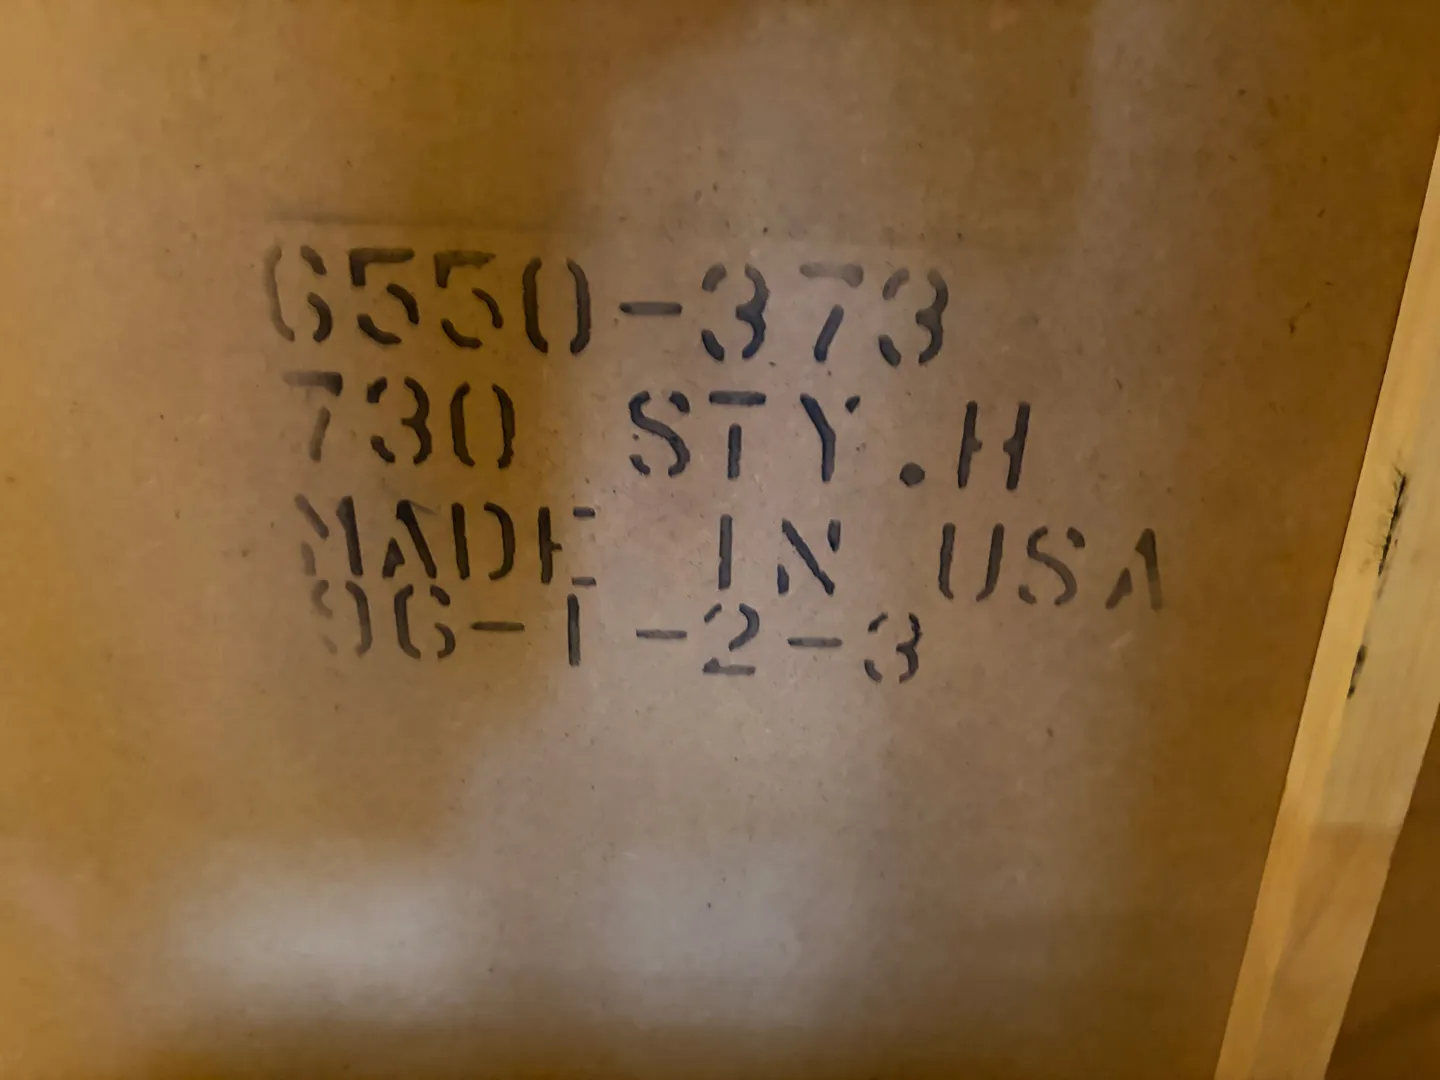 6550-373
730 STY.H
MADE IN USA
96-1-2-3